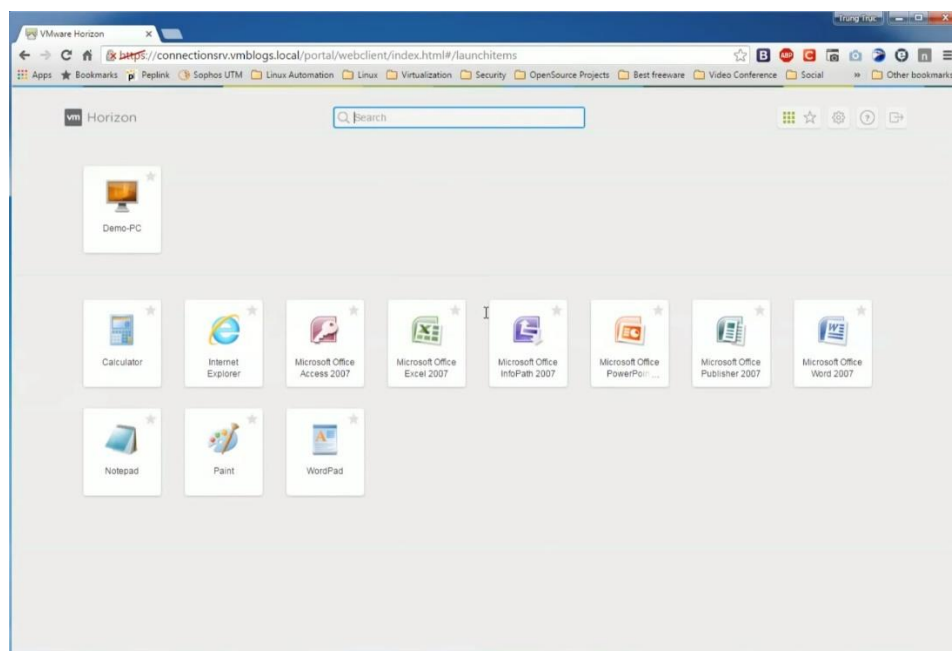 Trung Truc
VMware Horizon
https://connectionsrv.vmblogs.local/portal/webclient/index.html#/launchitems
Apps Bookmarks Peplink Sophos UTM Linux Automation Linux Virtualization Security OpenSource Projects Best freeware Video Conference Social » Other bookmarks
vm Horizon
Search
Demo-PC
Calculator
Internet
Explorer
Microsoft Office
Access 2007
Microsoft Office
Excel 2007
Microsoft Office
InfoPath 2007
Microsoft Office
PowerPoin ...
Microsoft Office
Publisher 2007
Microsoft Office
Word 2007
Notepad
Paint
WordPad